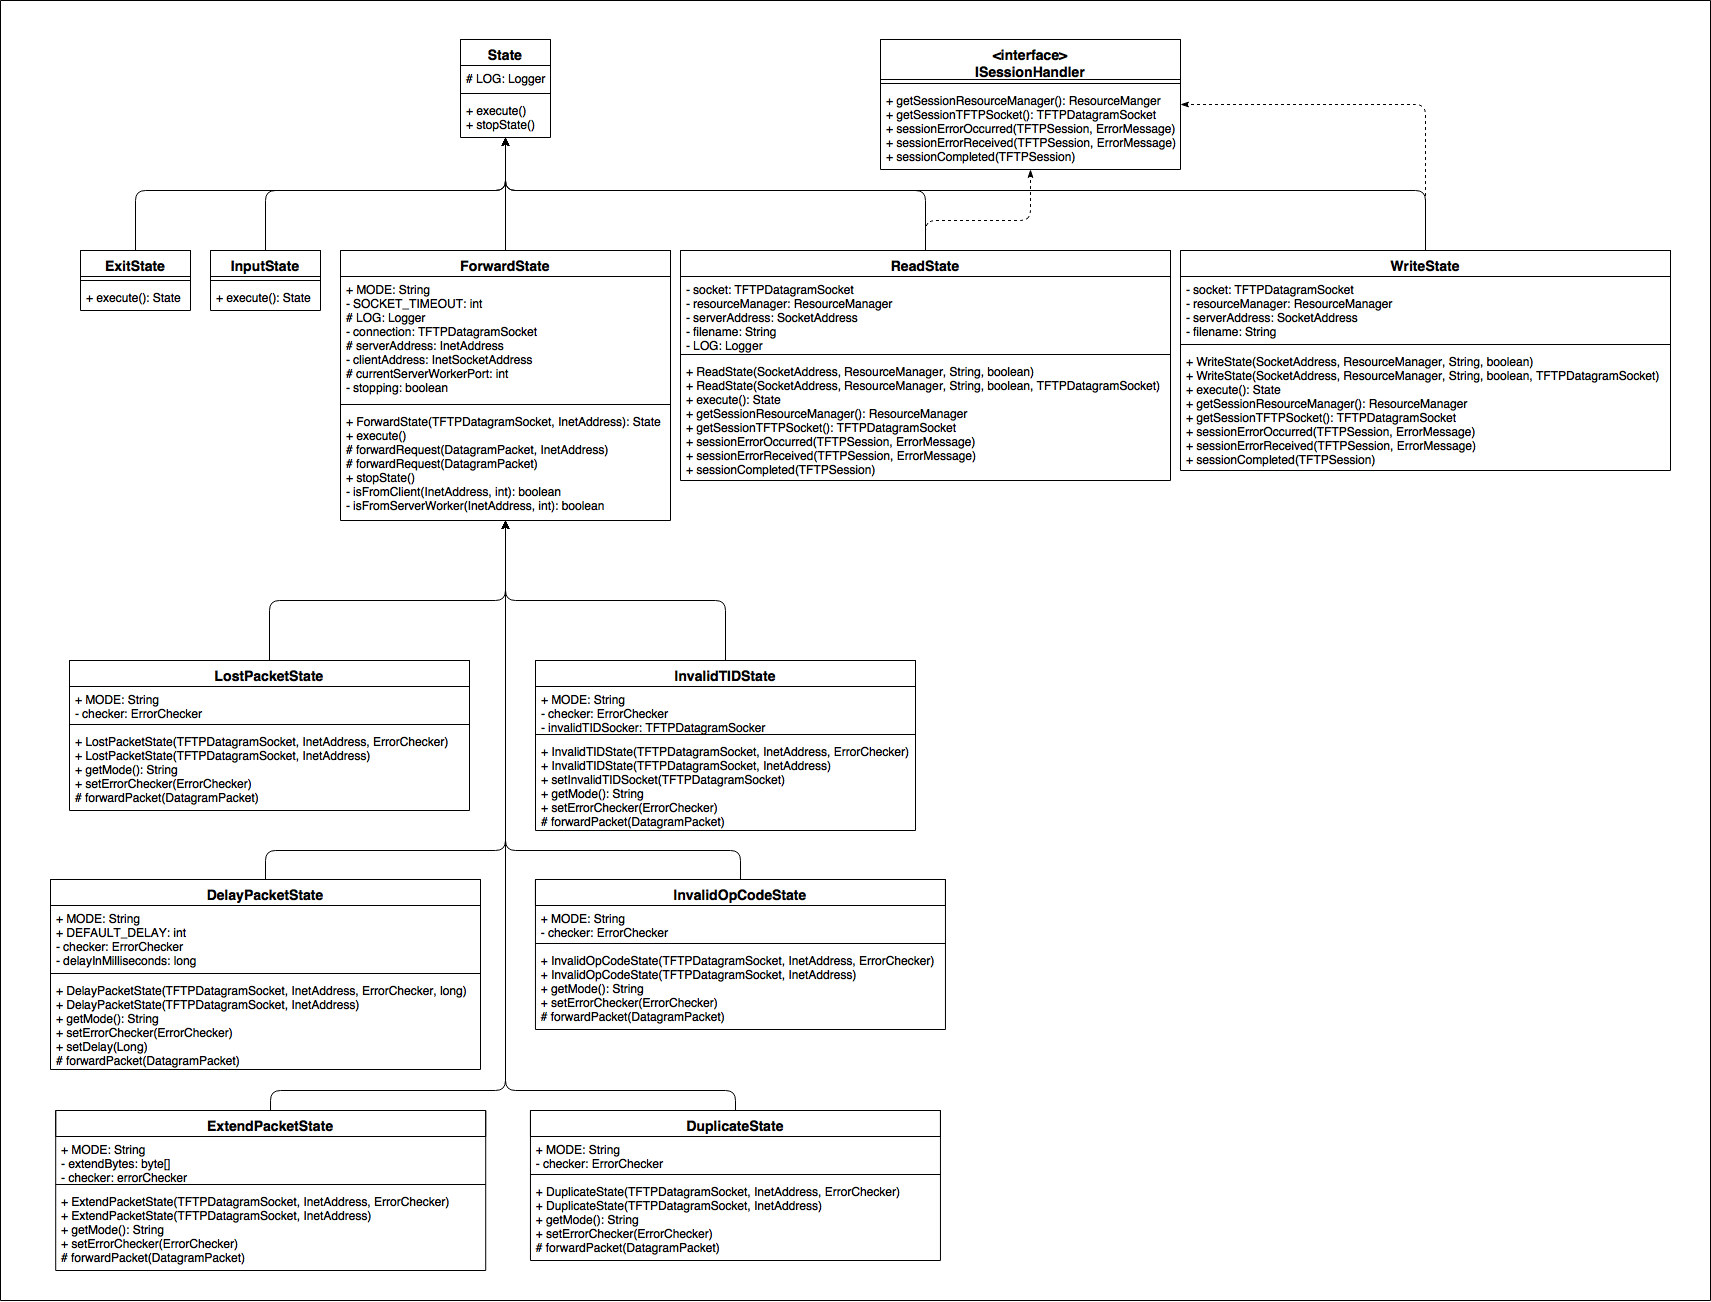 State
# LOG: Logger
+ execute()
+ stopState()
<interface>
ISessionHandler
+ getSessionResourceManager(): ResourceManger
+ getSessionTFTPSocket(): TFTPDatagramSocket
+ sessionErrorOccurred(TFTPSession, ErrorMessage)
+ sessionErrorReceived(TFTPSession, ErrorMessage)
+ sessionCompleted(TFTPSession)
ExitState
+ execute(): State
InputState
+ execute(): State
ForwardState
+ MODE: String
- SOCKET_TIMEOUT: int
# LOG: Logger
- connection: TFTPDatagramSocket
# serverAddress: InetAddress
- clientAddress: InetSocketAddress
# currentServerWorkerPort: int
- stopping: boolean
+ ForwardState(TFTPDatagramSocket, InetAddress): State
+ execute()
# forwardRequest(DatagramPacket, InetAddress)
# forwardRequest(DatagramPacket)
+ stopState()
- isFromClient(InetAddress, int): boolean
- isFromServerWorker(InetAddress, int): boolean
ReadState
- socket: TFTPDatagramSocket
- resourceManager: ResourceManager
- serverAddress: SocketAddress
- filename: String
- LOG: Logger
+ ReadState(SocketAddress, ResourceManager, String, boolean)
+ ReadState(SocketAddress, ResourceManager, String, boolean, TFTPDatagramSocket)
+ execute(): State
+ getSessionResourceManager(): ResourceManager
+ getSessionTFTPSocket(): TFTPDatagramSocket
+ sessionErrorOccurred(TFTPSession, ErrorMessage)
+ sessionErrorReceived(TFTPSession, ErrorMessage)
+ sessionCompleted(TFTPSession)
WriteState
- socket: TFTPDatagramSocket
- resourceManager: ResourceManager
- serverAddress: SocketAddress
- filename: String
+ WriteState(SocketAddress, ResourceManager, String, boolean)
+ WriteState(SocketAddress, ResourceManager, String, boolean, TFTPDatagramSocket)
+ execute(): State
+ getSessionResourceManager(): ResourceManager
+ getSessionTFTPSocket(): TFTPDatagramSocket
+ sessionErrorOccurred(TFTPSession, ErrorMessage)
+ sessionErrorReceived(TFTPSession, ErrorMessage)
+ sessionCompleted(TFTPSession)
LostPacketState
+ MODE: String
- checker: ErrorChecker
+ LostPacketState(TFTPDatagramSocket, InetAddress, ErrorChecker)
+ LostPacketState(TFTPDatagramSocket, InetAddress)
+ getMode(): String
+ setErrorChecker(ErrorChecker)
# forwardPacket(DatagramPacket)
InvalidTIDState
+ MODE: String
- checker: ErrorChecker
- invalidTIDSocker: TFTPDatagramSocker
+ InvalidTIDState(TFTPDatagramSocket, InetAddress, ErrorChecker)
+ InvalidTIDState(TFTPDatagramSocket, InetAddress)
+ setInvalidTIDSocket(TFTPDatagramSocket)
+ getMode(): String
+ setErrorChecker(ErrorChecker)
# forwardPacket(DatagramPacket)
DelayPacketState
+ MODE: String
+ DEFAULT_DELAY: int
- checker: ErrorChecker
- delayInMilliseconds: long
+ DelayPacketState(TFTPDatagramSocket, InetAddress, ErrorChecker, long)
+ DelayPacketState(TFTPDatagramSocket, InetAddress)
+ getMode(): String
+ setErrorChecker(ErrorChecker)
+ setDelay(Long)
# forwardPacket(DatagramPacket)
InvalidOpCodeState
+ MODE: String
- checker: ErrorChecker
+ InvalidOpCodeState(TFTPDatagramSocket, InetAddress, ErrorChecker)
+ InvalidOpCodeState(TFTPDatagramSocket, InetAddress)
+ getMode(): String
+ setErrorChecker(ErrorChecker)
# forwardPacket(DatagramPacket)
ExtendPacketState
+ MODE: String
- extendBytes: byte[]
- checker: errorChecker
+ ExtendPacketState(TFTPDatagramSocket, InetAddress, ErrorChecker)
+ ExtendPacketState(TFTPDatagramSocket, InetAddress)
+ getMode(): String
+ setErrorChecker(ErrorChecker)
# forwardPacket(DatagramPacket)
DuplicateState
+ MODE: String
- checker: ErrorChecker
+ DuplicateState(TFTPDatagramSocket, InetAddress, ErrorChecker)
+ DuplicateState(TFTPDatagramSocket, InetAddress)
+ getMode(): String
+ setErrorChecker(ErrorChecker)
# forwardPacket(DatagramPacket)